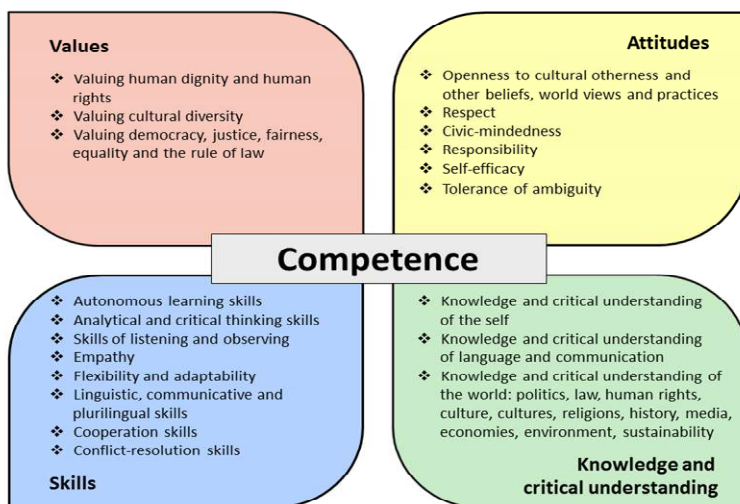 Values
❖ Valuing human dignity and human
rights
❖ Valuing cultural diversity
❖ Valuing democracy, justice, fairness,
equality and the rule of law
Attitudes
❖ Openness to cultural otherness and
other beliefs, world views and practices
❖ Respect
❖ Civic-mindedness
❖ Responsibility
❖ Self-efficacy
❖ Tolerance of ambiguity
Competence
❖ Autonomous learning skills
❖ Analytical and critical thinking skills
❖ Skills of listening and observing
❖ Empathy
❖ Flexibility and adaptability
❖ Linguistic, communicative and
plurilingual skills
❖ Cooperation skills
❖ Conflict-resolution skills
Skills
❖ Knowledge and critical understanding
of the self
❖ Knowledge and critical understanding
of language and communication
❖ Knowledge and critical understanding of
the world: politics, law, human rights,
culture, cultures, religions, history, media,
economies, environment, sustainability
Knowledge and
critical understanding